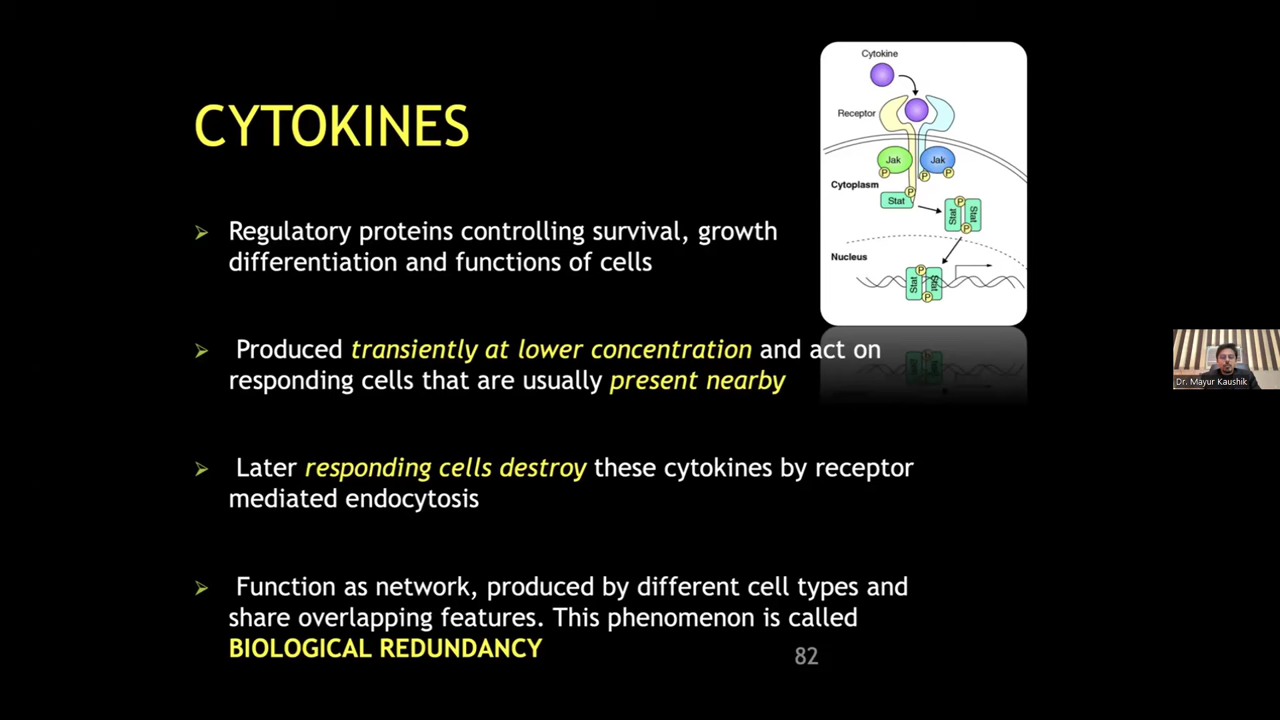 CYTOKINES
➢ Regulatory proteins controlling survival, growth
differentiation and functions of cells
➢ Produced transiently at lower concentration and act on
responding cells that are usually present nearby
➢ Later responding cells destroy these cytokines by receptor
mediated endocytosis
➢ Function as network, produced by different cell types and
share overlapping features. This phenomenon is called
BIOLOGICAL REDUNDANCY
82
Cytokine
Receptor
Jak
Jak
P
P
P
Cytoplasm
P
Stat
P
Stat
Stat
P
Nucleus
P
Stat
Stat
P
Dr. Mayur Kaushik